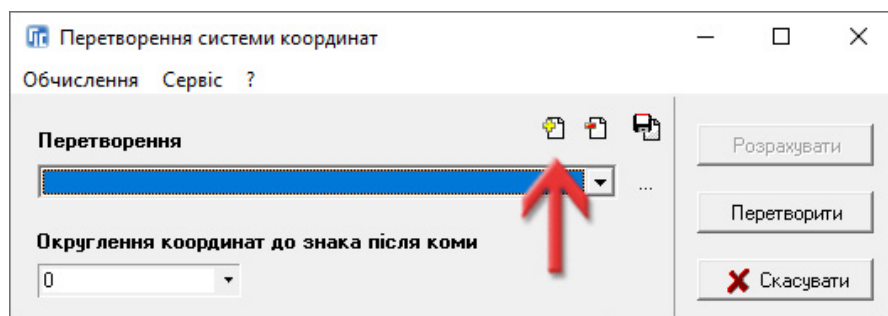 Перетворення системи координат
Обчислення Сервіс ?
Перетворення
...
Округлення координат до знака після коми
0
Розрахувати
Перетворити
Скасувати